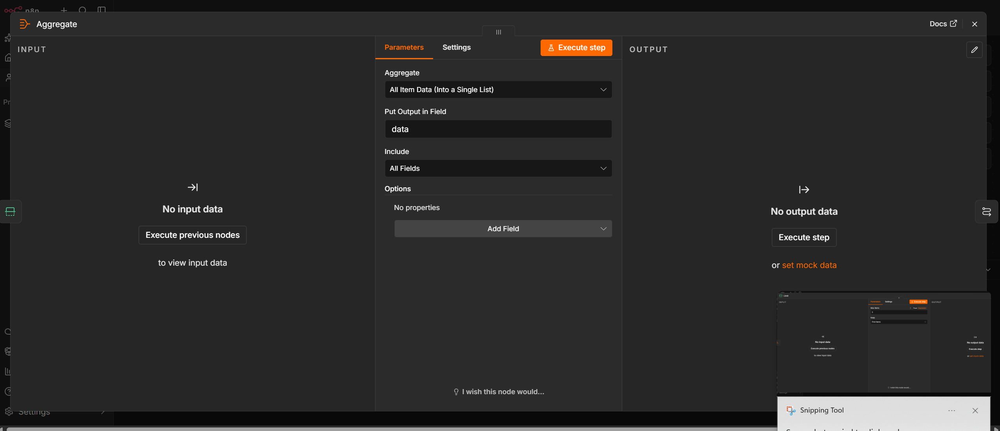 n8n
Aggregate
Docs
INPUT
Parameters
Settings
Execute step
OUTPUT
Aggregate
All Item Data (Into a Single List)
Put Output in Field
data
Include
All Fields
Options
No properties
Add Field
No input data
Execute previous nodes
to view input data
No output data
Execute step
or set mock data
I wish this node would...
Pr
Settings
Limit
INPUT
Parameters
Settings
Execute step
OUTPUT
Max Items
Fixed
Expression
5
Keep
First Items
No input data
Execute previous nodes
to view input data
No output data
Execute step
or set mock data
I wish this node would...
Settings
Snipping Tool